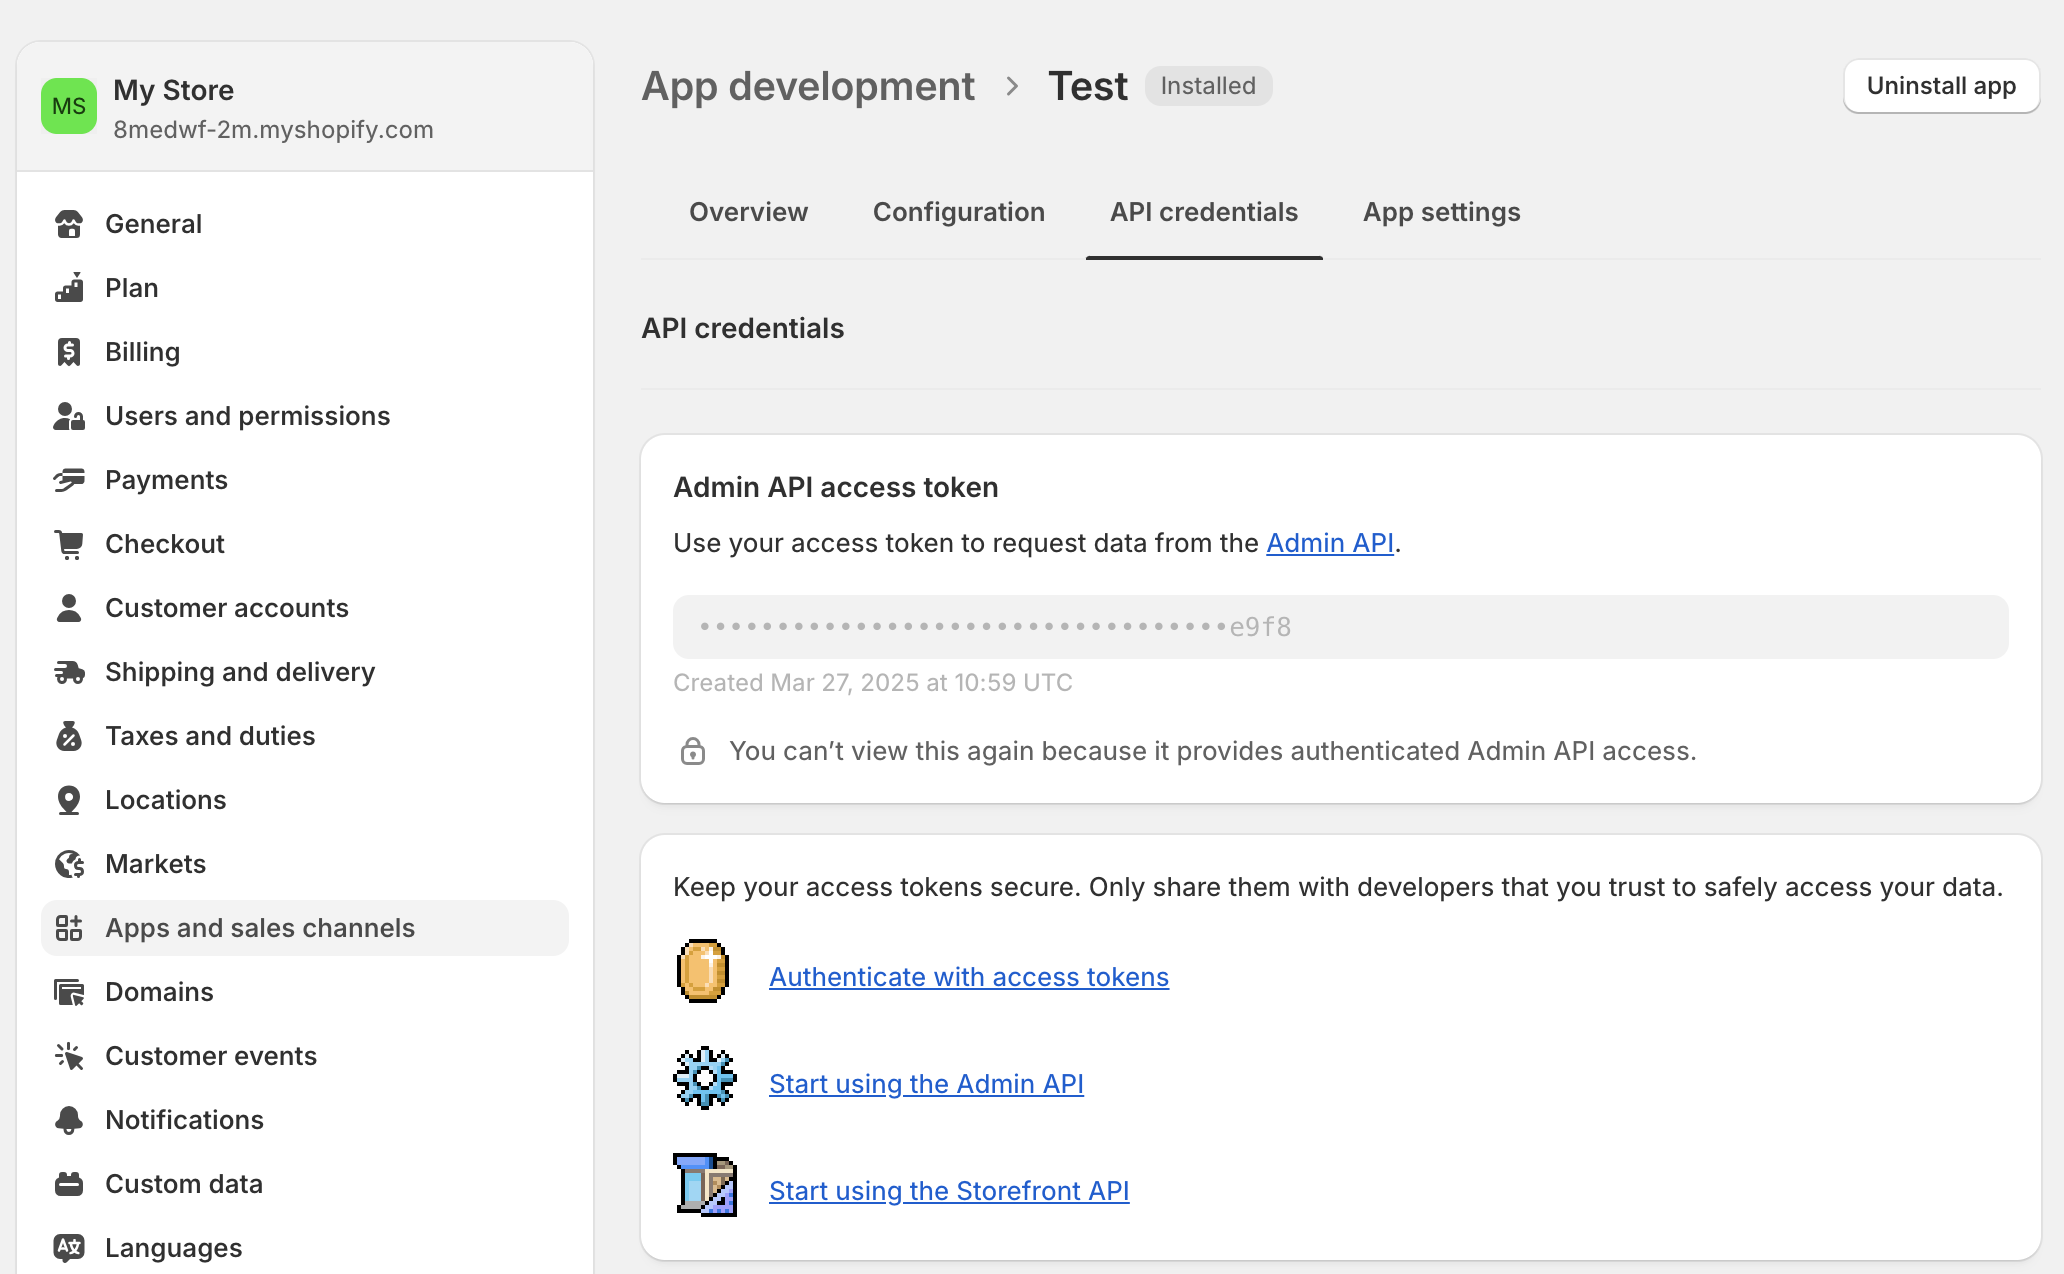 MS
My Store
8medwf-2m.myshopify.com
General
Plan
Billing
Users and permissions
Payments
Checkout
Customer accounts
Shipping and delivery
Taxes and duties
Locations
Markets
Apps and sales channels
Domains
Customer events
Notifications
Custom data
Languages
App development > Test Installed
Uninstall app
Overview Configuration API credentials App settings
API credentials
Admin API access token
Use your access token to request data from the Admin API.
••••••••••••••••••••••••••••••••••e9f8
Created Mar 27, 2025 at 10:59 UTC
You can’t view this again because it provides authenticated Admin API access.
Keep your access tokens secure. Only share them with developers that you trust to safely access your data.
Authenticate with access tokens
Start using the Admin API
Start using the Storefront API